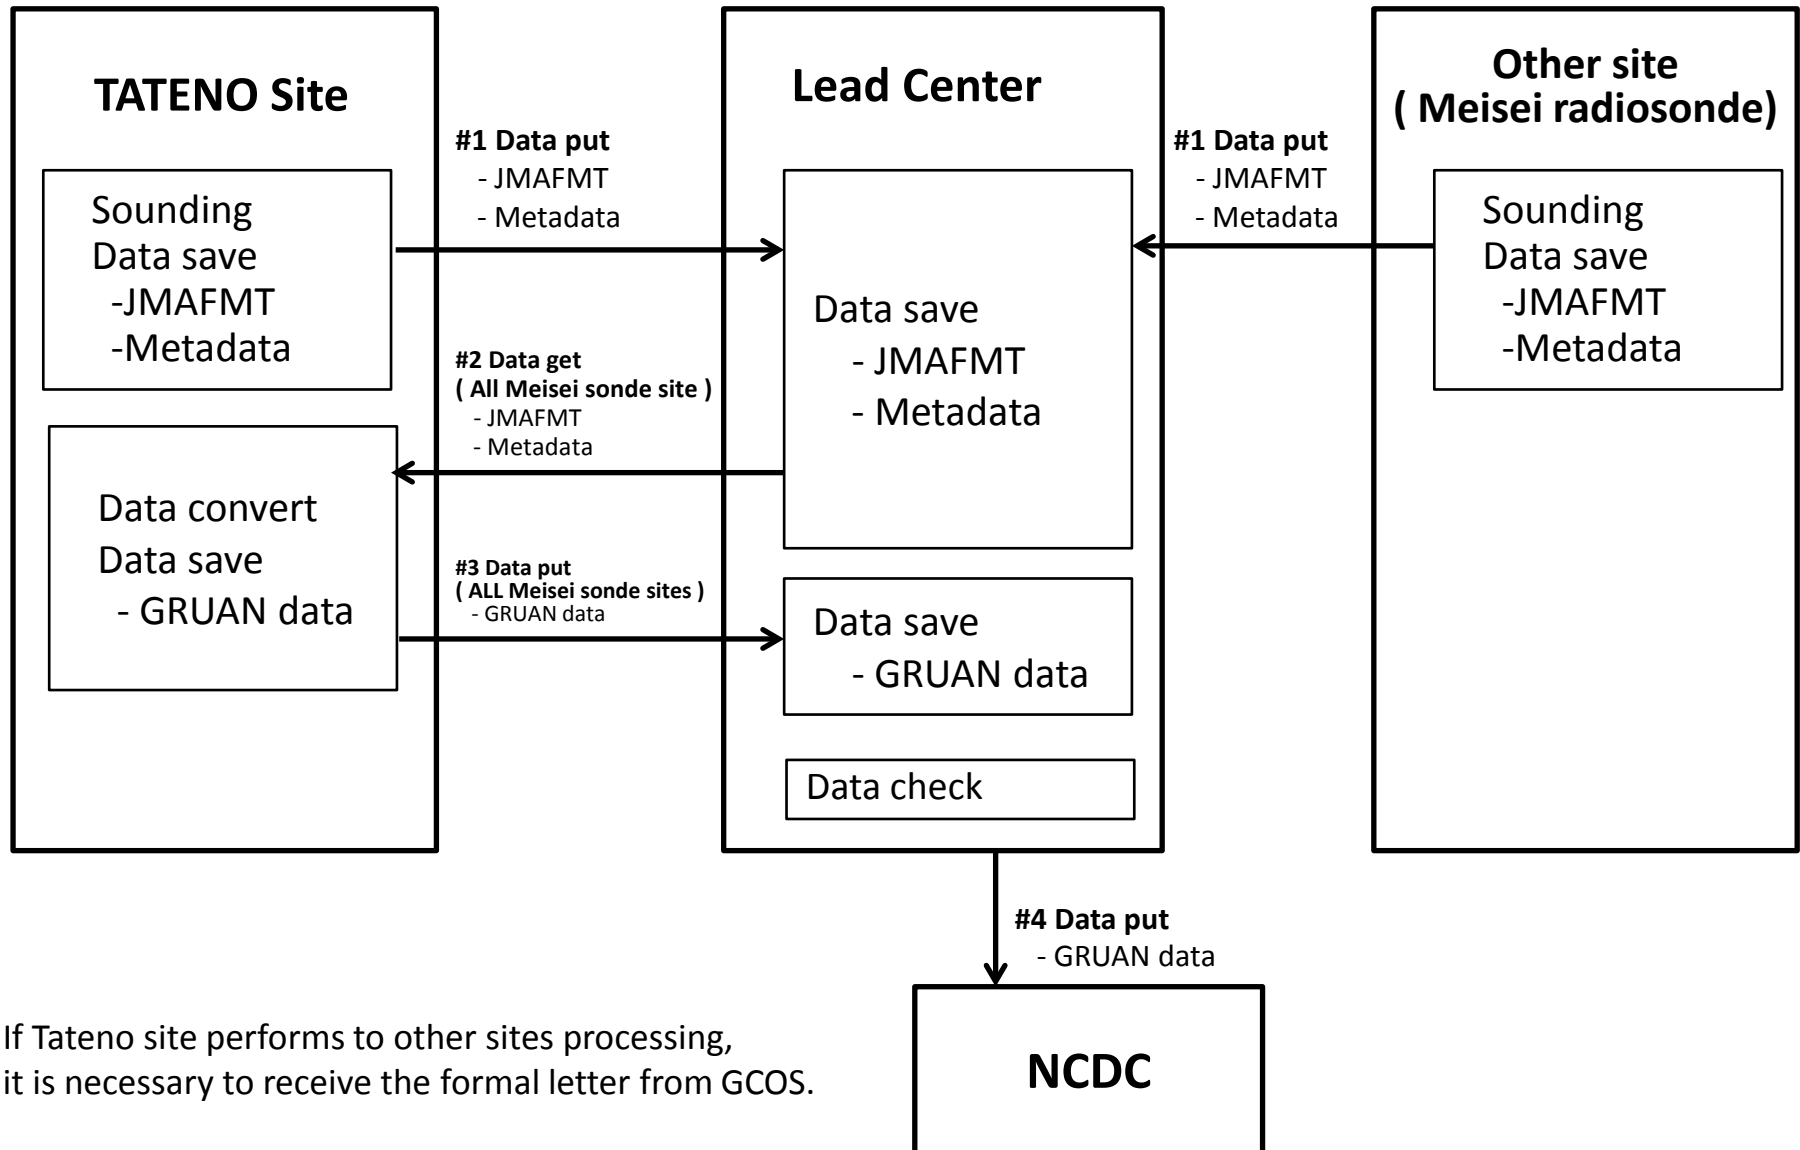 TATENO Site
Sounding
Data save
-JMAFMT
-Metadata
Data convert
Data save
- GRUAN data
#1 Data put
- JMAFMT
- Metadata
#2 Data get
( All Meisei sonde site )
- JMAFMT
- Metadata
#3 Data put
( ALL Meisei sonde sites )
- GRUAN data
Lead Center
Data save
- JMAFMT
- Metadata
Data save
- GRUAN data
Data check
#1 Data put
- JMAFMT
- Metadata
Other site
( Meisei radiosonde)
Sounding
Data save
-JMAFMT
-Metadata
#4 Data put
- GRUAN data
NCDC
If Tateno site performs to other sites processing,
it is necessary to receive the formal letter from GCOS.